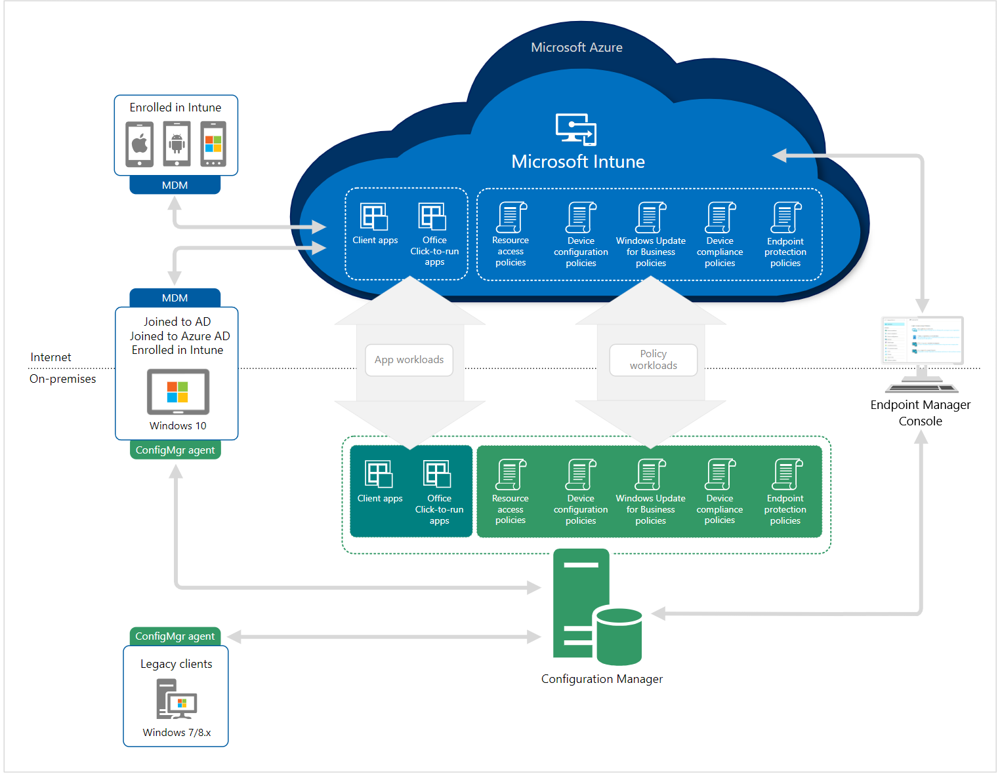 Microsoft Azure
Enrolled in Intune
MDM
Microsoft Intune
Client apps
Office
Click-to-run
apps
Resource
access
policies
Device
configuration
policies
Windows Update
for Business
policies
Device
compliance
policies
Endpoint
protection
policies
MDM
Joined to AD
Joined to Azure AD
Enrolled in Intune
Windows 10
ConfigMgr agent
Internet
On-premises
App workloads
Policy
workloads
Endpoint Manager
Console
Client apps
Office
Click-to-run
apps
Resource
access
policies
Device
configuration
policies
Windows Update
for Business
policies
Device
compliance
policies
Endpoint
protection
policies
Configuration Manager
ConfigMgr agent
Legacy clients
Windows 7/8.x